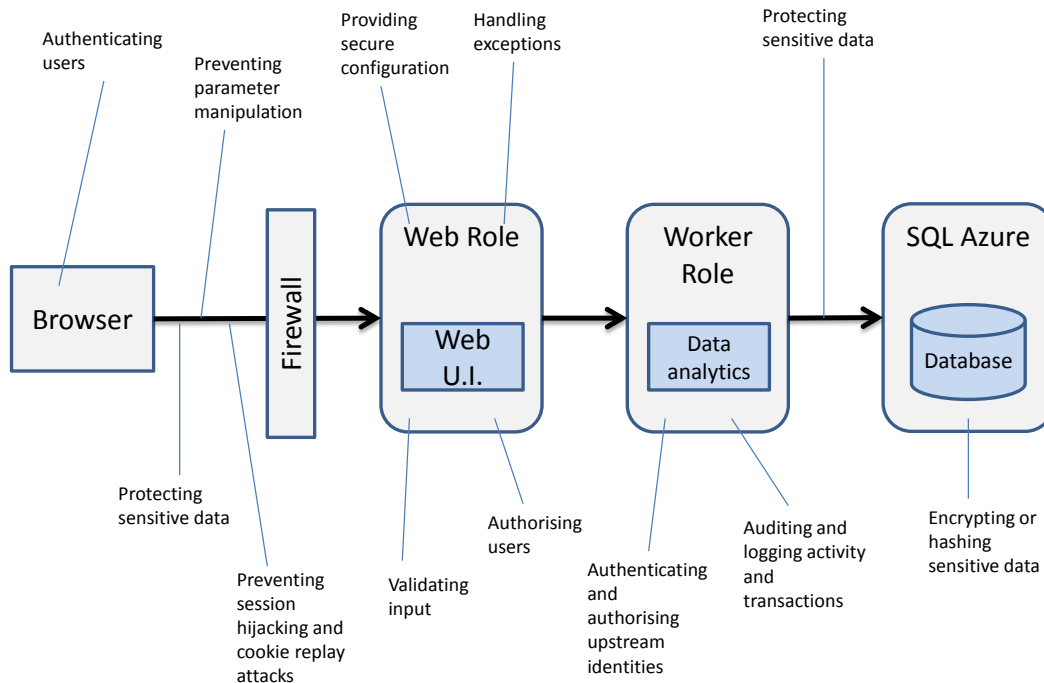 Authenticating
users
Preventing
parameter
manipulation
Providing
secure
configuration
Handling
exceptions
Protecting
sensitive data
Browser
Firewall
Web Role
Web
U.I.
Worker
Role
Data
analytics
SQL Azure
Database
Protecting
sensitive data
Preventing
session
hijacking and
cookie replay
attacks
Validating
input
Authorising
users
Authenticating
and
authorising
upstream
identities
Auditing and
logging activity
and
transactions
Encrypting or
hashing
sensitive data